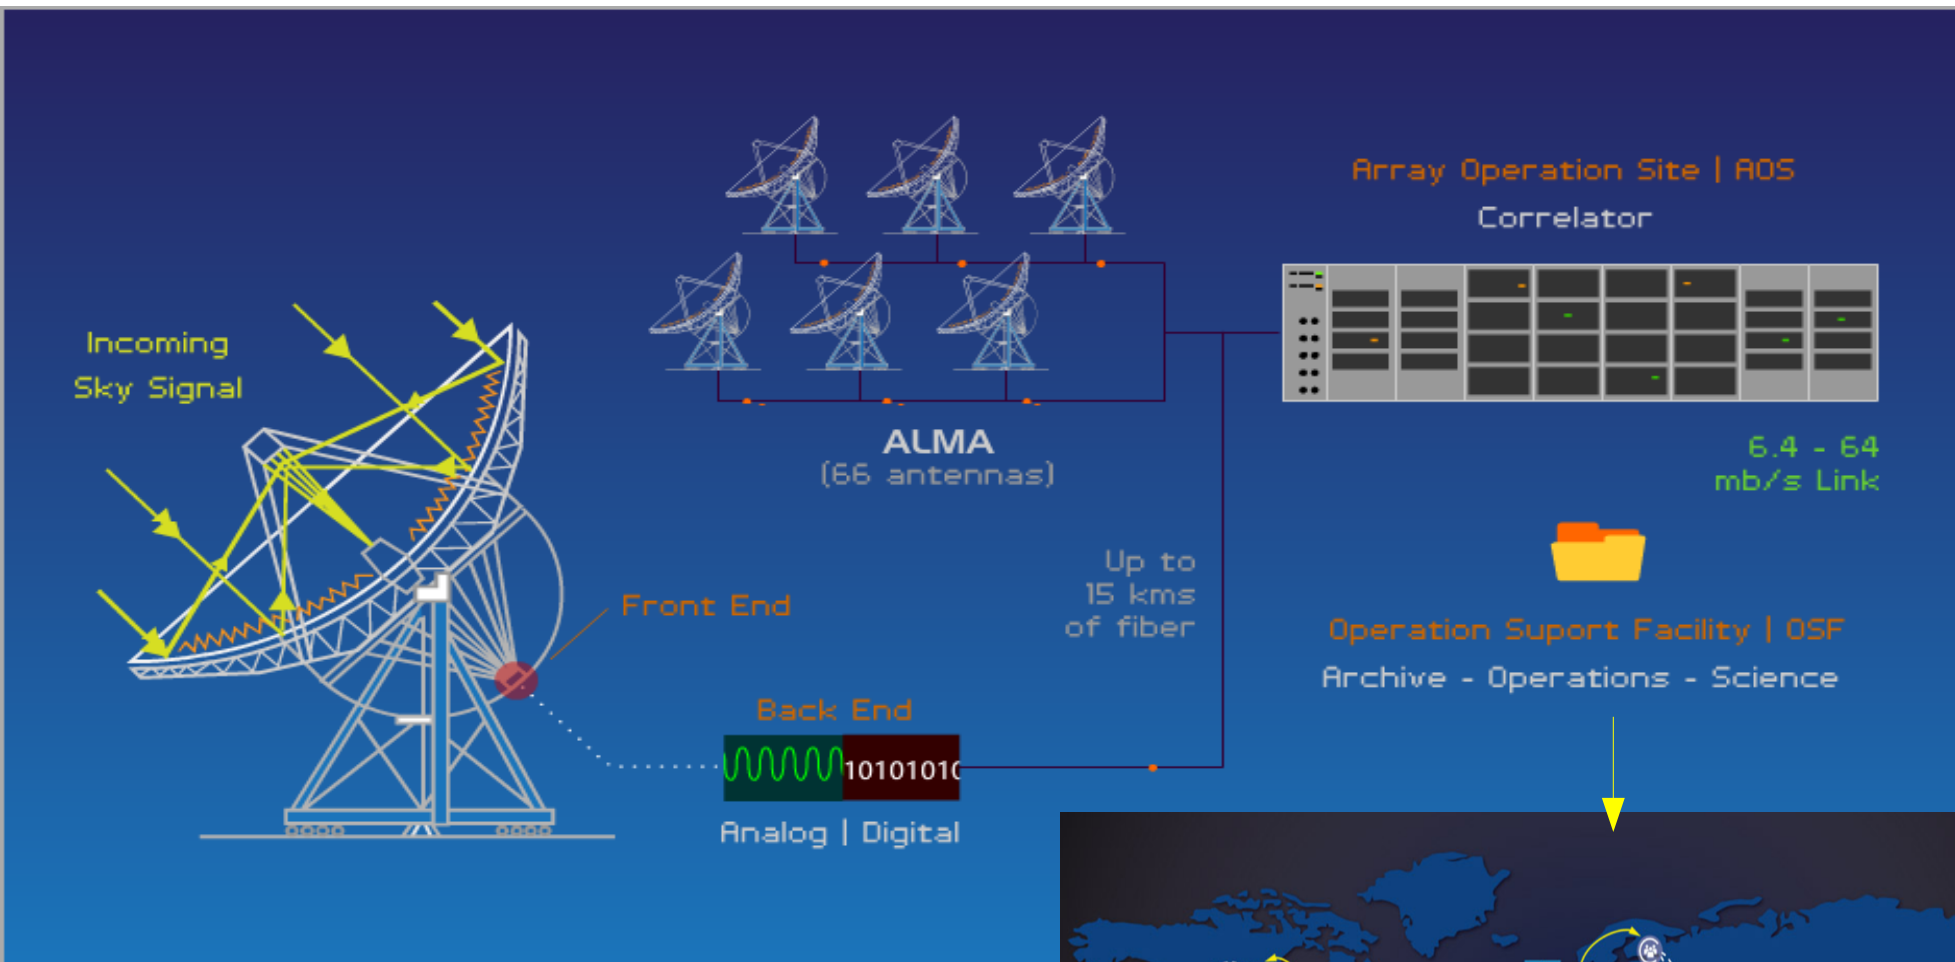 Array Operation Site | AOS
Correlator
Incoming
Sky Signal
ALMA
(66 antennas)
6.4 - 64
mb/s Link
Up to
15 kms
of fiber
Front End
Operation Suport Facility | OSF
Archive - Operations - Science
Back End
10101010
Analog | Digital